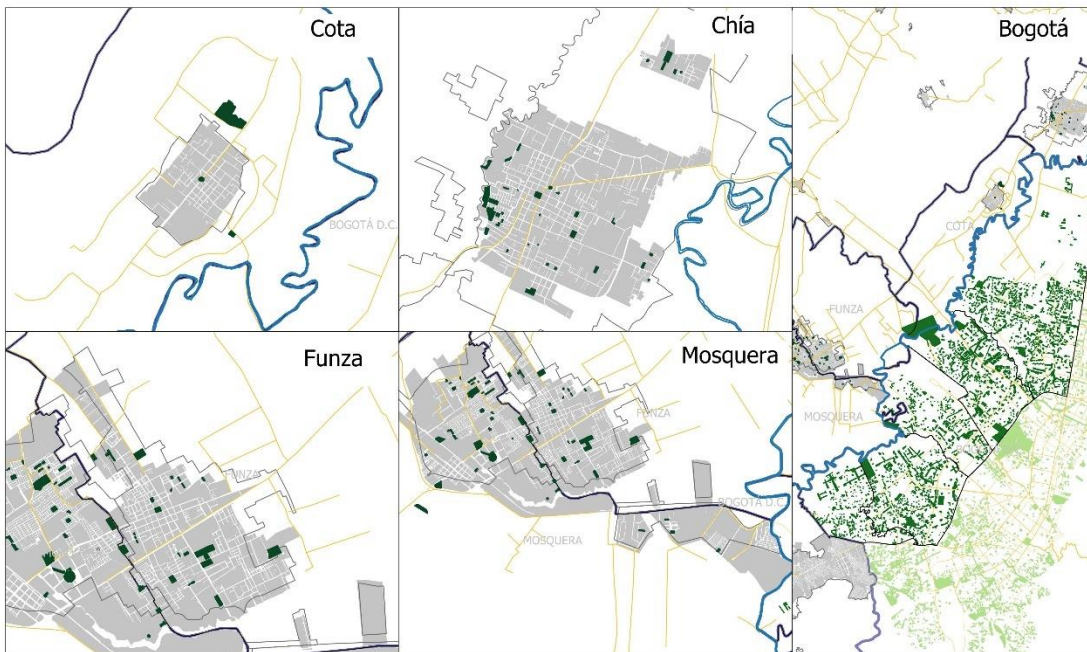 Cota
BOGOTÁ D.C.
Chía
Bogotá
COTA
FUNZA
MOSQUERA
Funza
FUNZA
Mosquera
FUNZA
BOGOTÁ D.C.
MOSQUERA